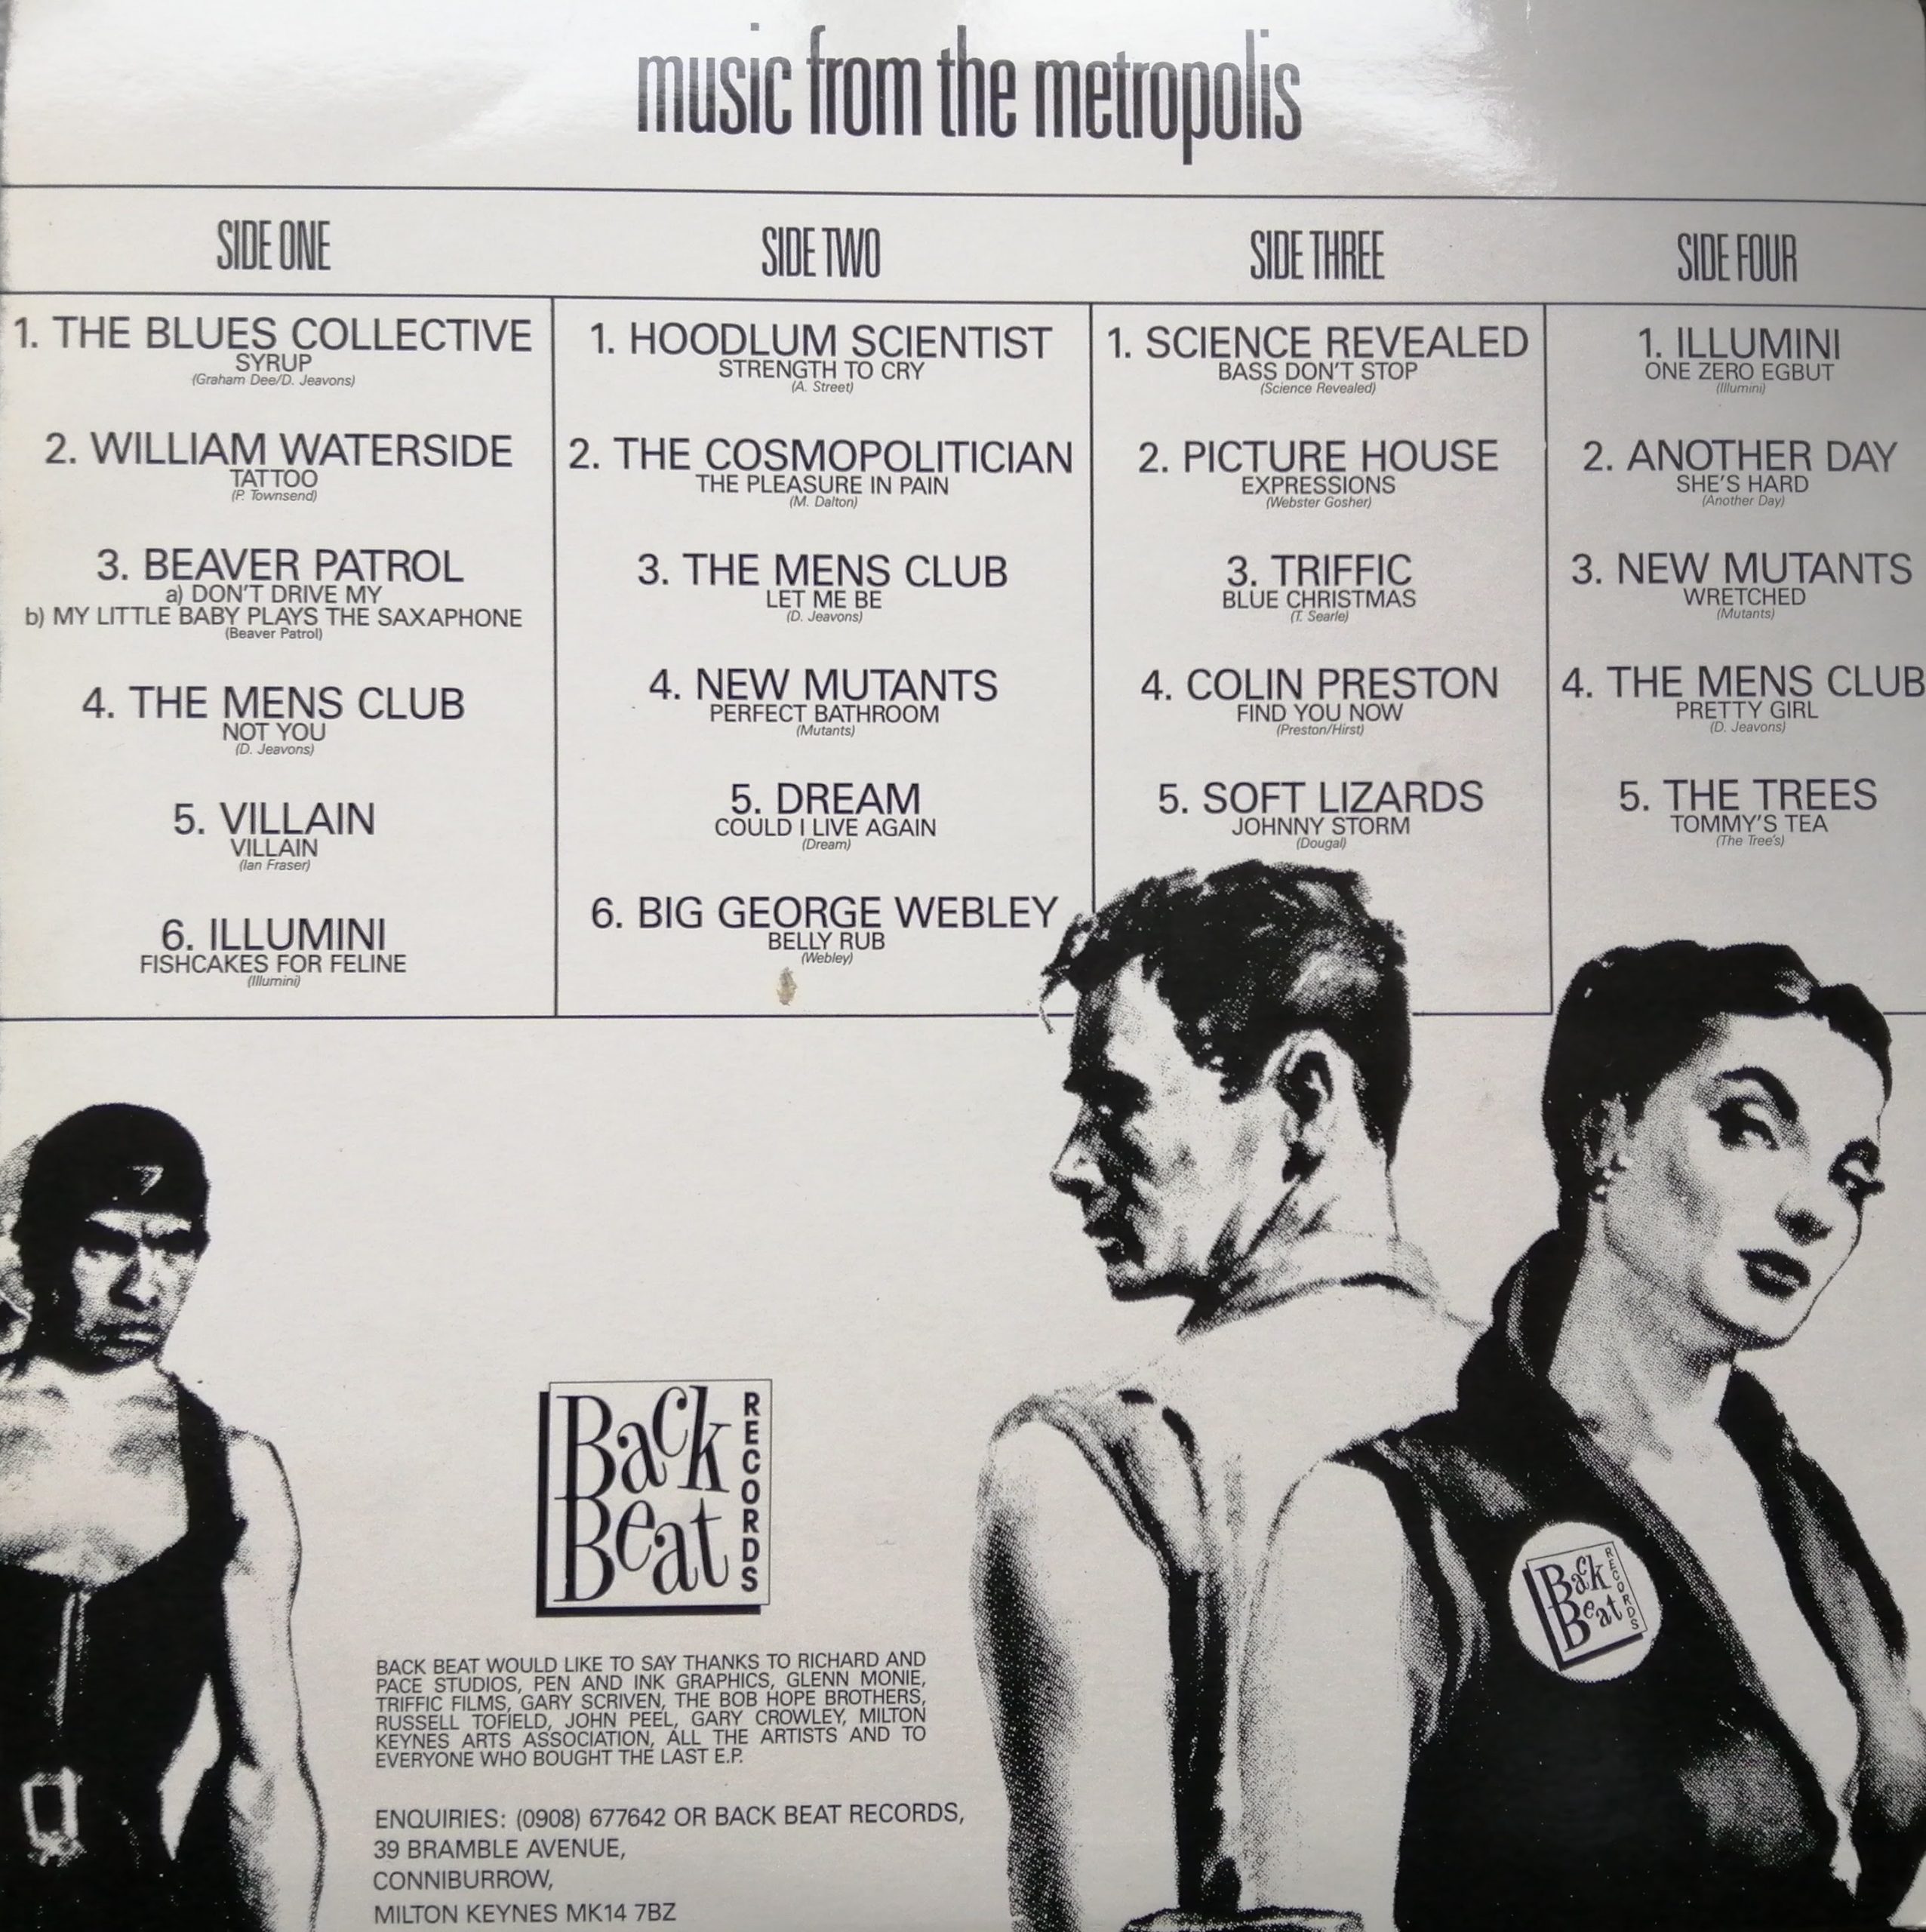 music from the metropolis
SIDE ONE
1. THE BLUES COLLECTIVE
SYRUP
(Graham Dee/D. Jeavons)
2. WILLIAM WATERSIDE
TATTOO
(P. Townsend)
3. BEAVER PATROL
a) DON'T DRIVE MY
b) MY LITTLE BABY PLAYS THE SAXAPHONE
(Beaver Patrol)
4. THE MENS CLUB
NOT YOU
(D. Jeavons)
5. VILLAIN
VILLAIN
(Ian Fraser)
6. ILLUMINI
FISHCAKES FOR FELINE
(Illumini)
SIDE TWO
1. HOODLUM SCIENTIST
STRENGTH TO CRY
(A. Street)
2. THE COSMOPOLITICIAN
THE PLEASURE IN PAIN
(M. Dalton)
3. THE MENS CLUB
LET ME BE
(D. Jeavons)
4. NEW MUTANTS
PERFECT BATHROOM
(Mutants)
5. DREAM
COULD I LIVE AGAIN
(Dream)
6. BIG GEORGE WEBLEY
BELLY RUB
(Webley)
SIDE THREE
1. SCIENCE REVEALED
BASS DON'T STOP
(Science Revealed)
2. PICTURE HOUSE
EXPRESSIONS
(Webster Gosher)
3. TRIFFIC
BLUE CHRISTMAS
(T. Searle)
4. COLIN PRESTON
FIND YOU NOW
(Preston/Hirst)
5. SOFT LIZARDS
JOHNNY STORM
(Dougal)
SIDE FOUR
1. ILLUMINI
ONE ZERO EGBUT
(Illumini)
2. ANOTHER DAY
SHE'S HARD
(Another Day)
3. NEW MUTANTS
WRETCHED
(Mutants)
4. THE MENS CLUB
PRETTY GIRL
(D. Jeavons)
5. THE TREES
TOMMY'S TEA
(The Tree's)
Back
Beat
RECORDS
Back
Beat
RECORDS
BACK BEAT WOULD LIKE TO SAY THANKS TO RICHARD AND
PACE STUDIOS, PEN AND INK GRAPHICS, GLENN MONIE,
TRIFFIC FILMS, GARY SCRIVEN, THE BOB HOPE BROTHERS,
RUSSELL TOFIELD, JOHN PEEL, GARY CROWLEY, MILTON
KEYNES ARTS ASSOCIATION, ALL THE ARTISTS AND TO
EVERYONE WHO BOUGHT THE LAST E.P.
ENQUIRIES: (0908) 677642 OR BACK BEAT RECORDS,
39 BRAMBLE AVENUE,
CONNIBURROW,
MILTON KEYNES MK14 7BZ